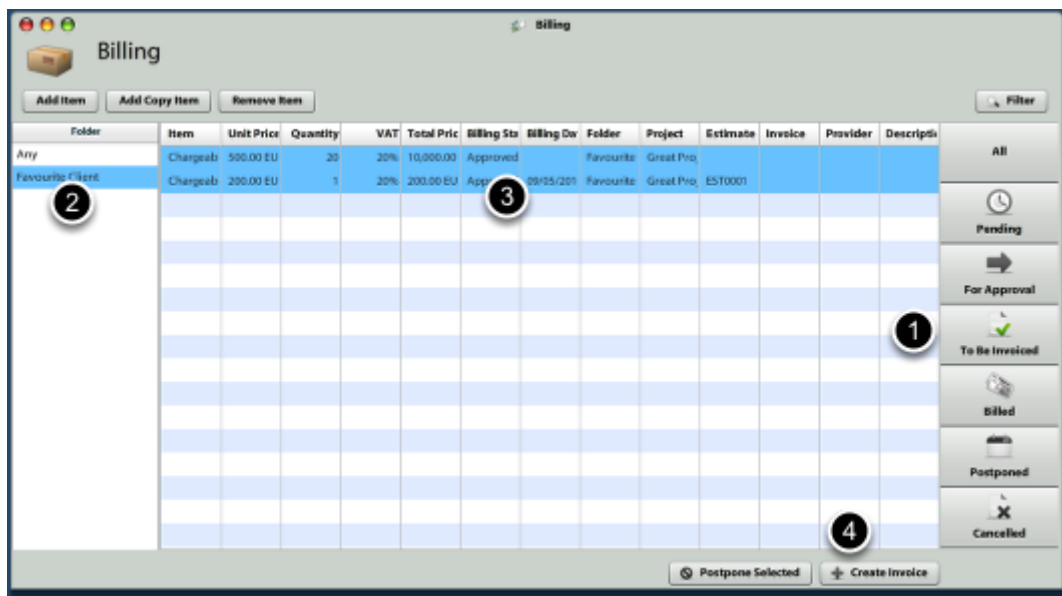 Billing
Billing
Add Item Add Copy Item Remove Item Filter
Folder Item Unit Price Quantity VAT Total Pric Billing Sta Billing Da Folder Project Estimate Invoice Provider Descripti
All
Any Chargeab 500.00 EU 20 20% 10,000.00 Approved Favourite Great Pro
Favourite Client Chargeab 200.00 EU 1 20% 200.00 EU 09/05/201 Favourite Great Pro EST0001
2
3
Pending
For Approval
1
To Be Invoiced
Billed
Postponed
4
Cancelled
Postpone Selected Create Invoice